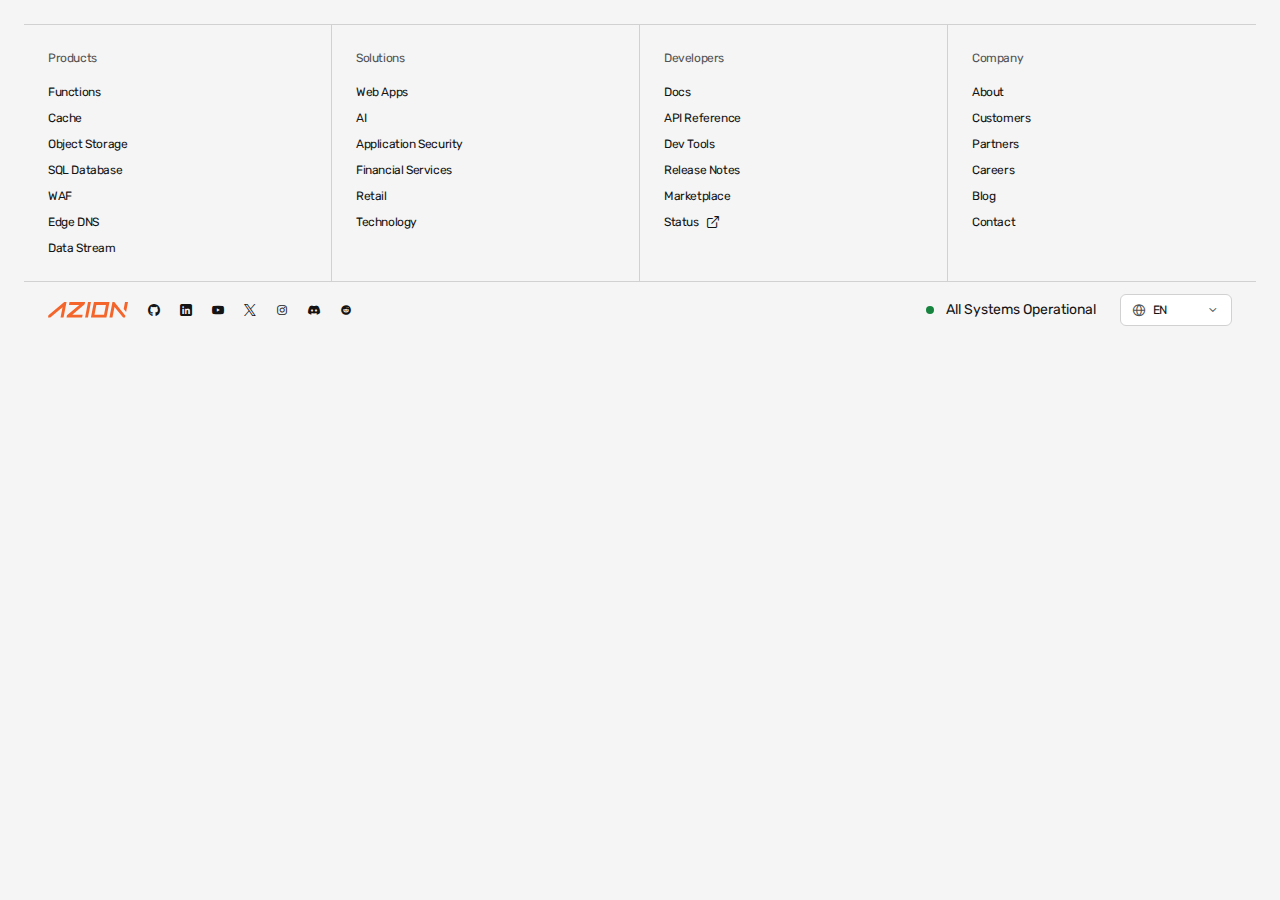 Products
Functions
Cache
Object Storage
SQL Database
WAF
Edge DNS
Data Stream
Solutions
Web Apps
AI
Application Security
Financial Services
Retail
Technology
Developers
Docs
API Reference
Dev Tools
Release Notes
Marketplace
Status
Company
About
Customers
Partners
Careers
Blog
Contact
AZION
All Systems Operational
EN